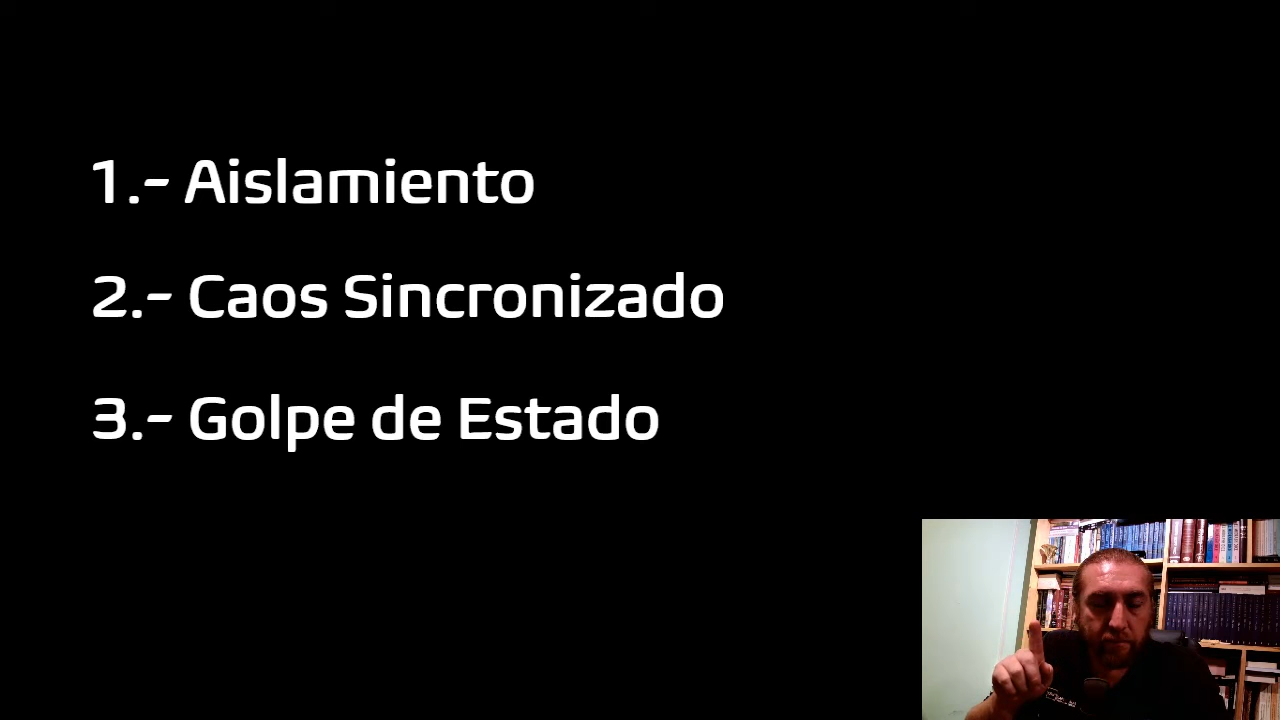 1.- Aislamiento
2.- Caos Sincronizado
3.- Golpe de Estado